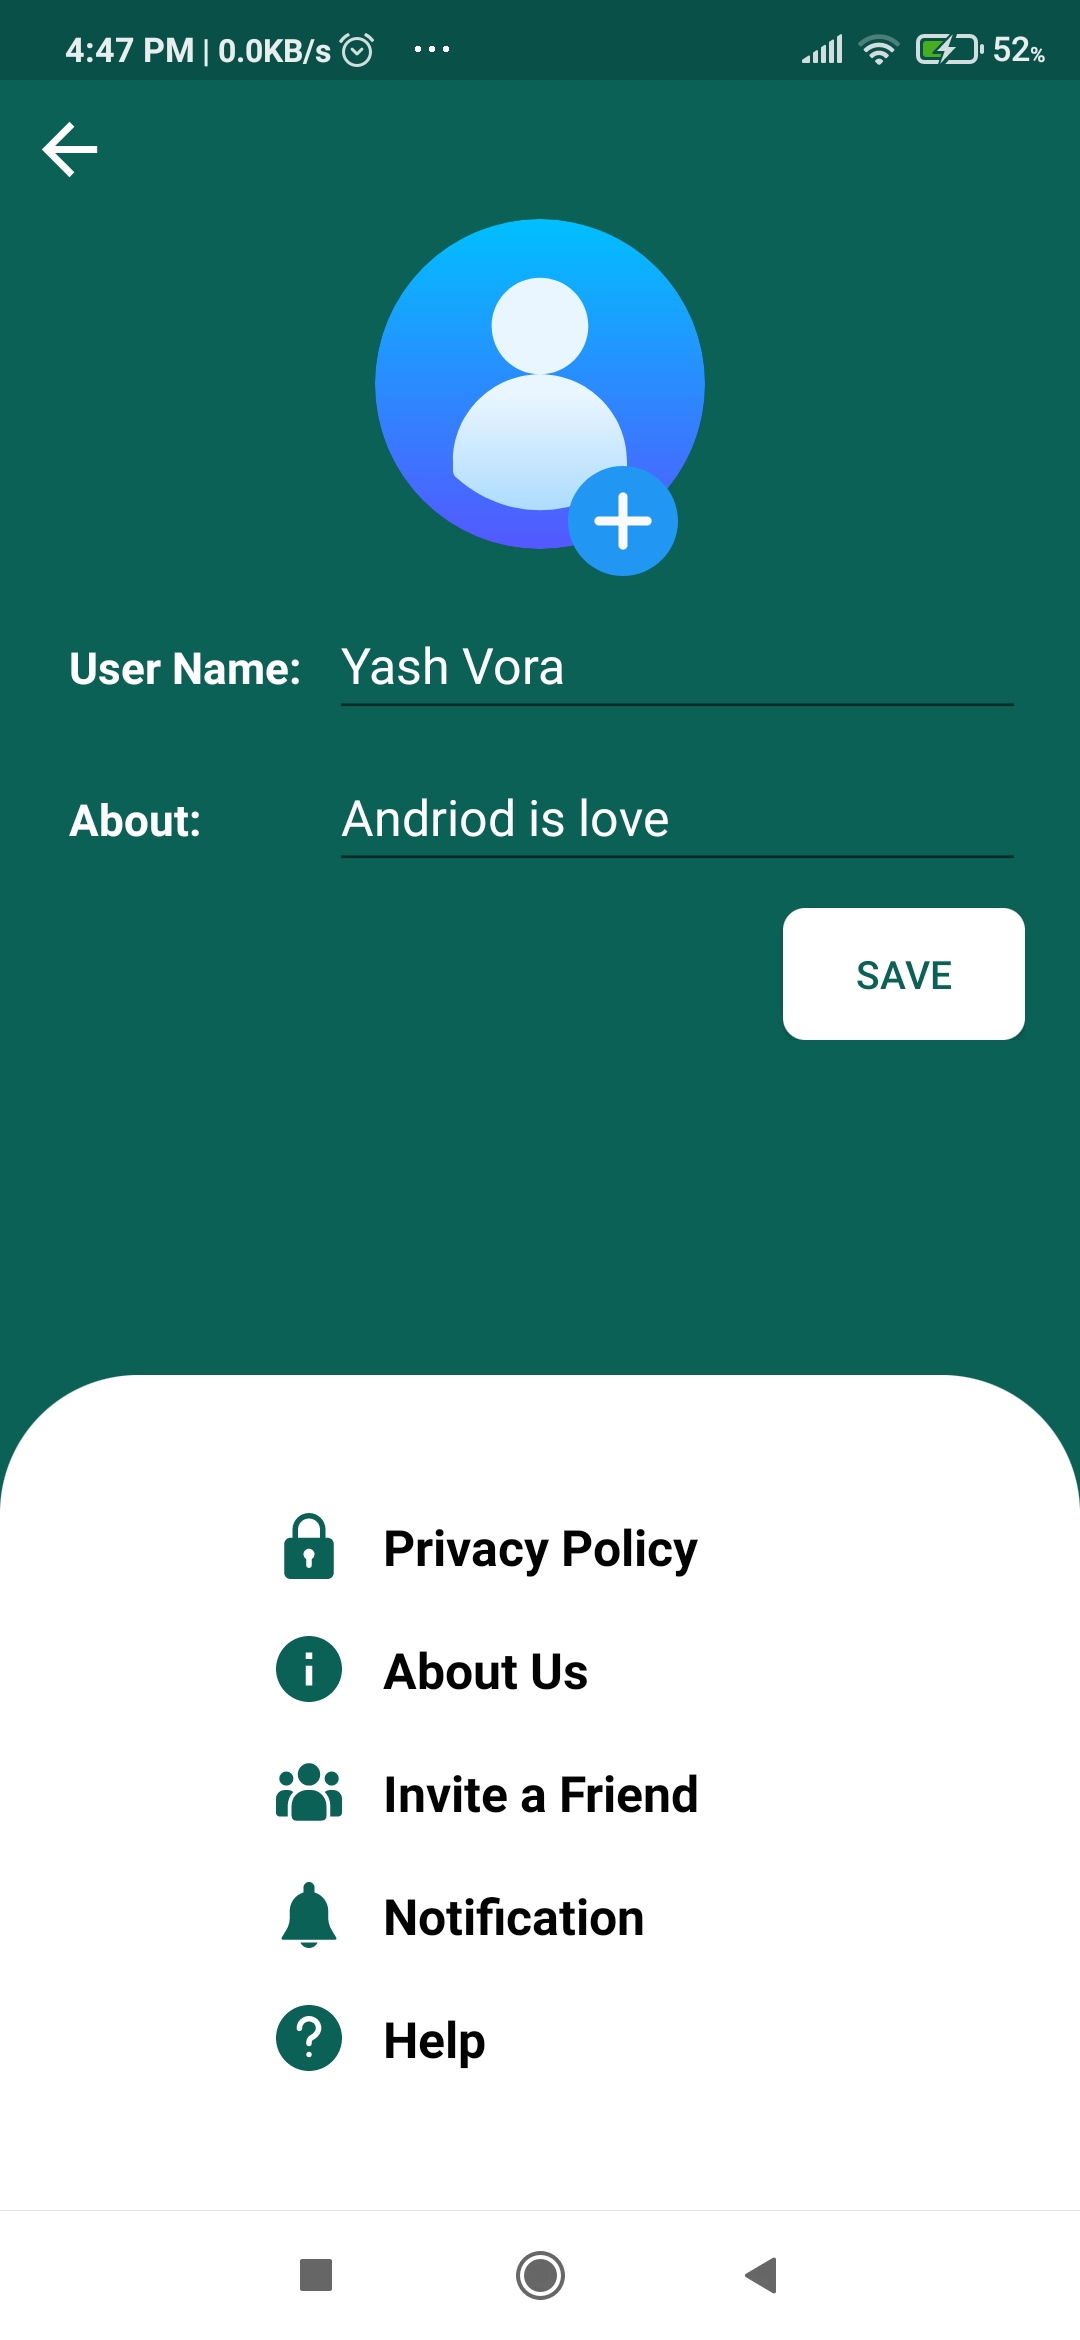 4:47 PM | 0.0KB/s ... 52%
User Name: Yash Vora
About: Andriod is love
SAVE
Privacy Policy
About Us
Invite a Friend
Notification
Help